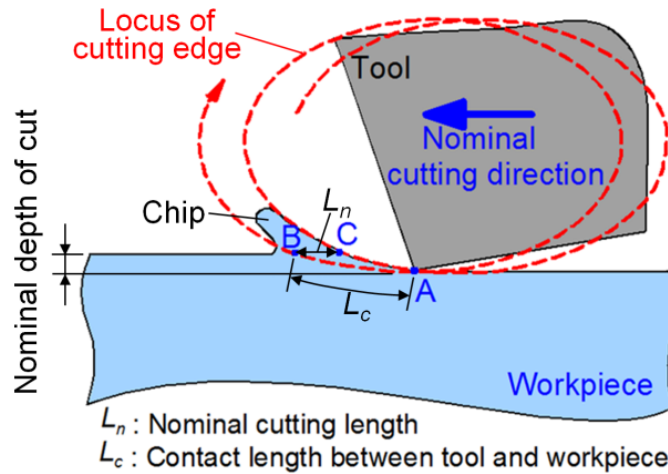 Locus of
cutting edge
Tool
Nominal
cutting direction
Nominal depth of cut
Chip
Ln
B
C
A
Lc
Workpiece
Ln : Nominal cutting length
Lc : Contact length between tool and workpiece